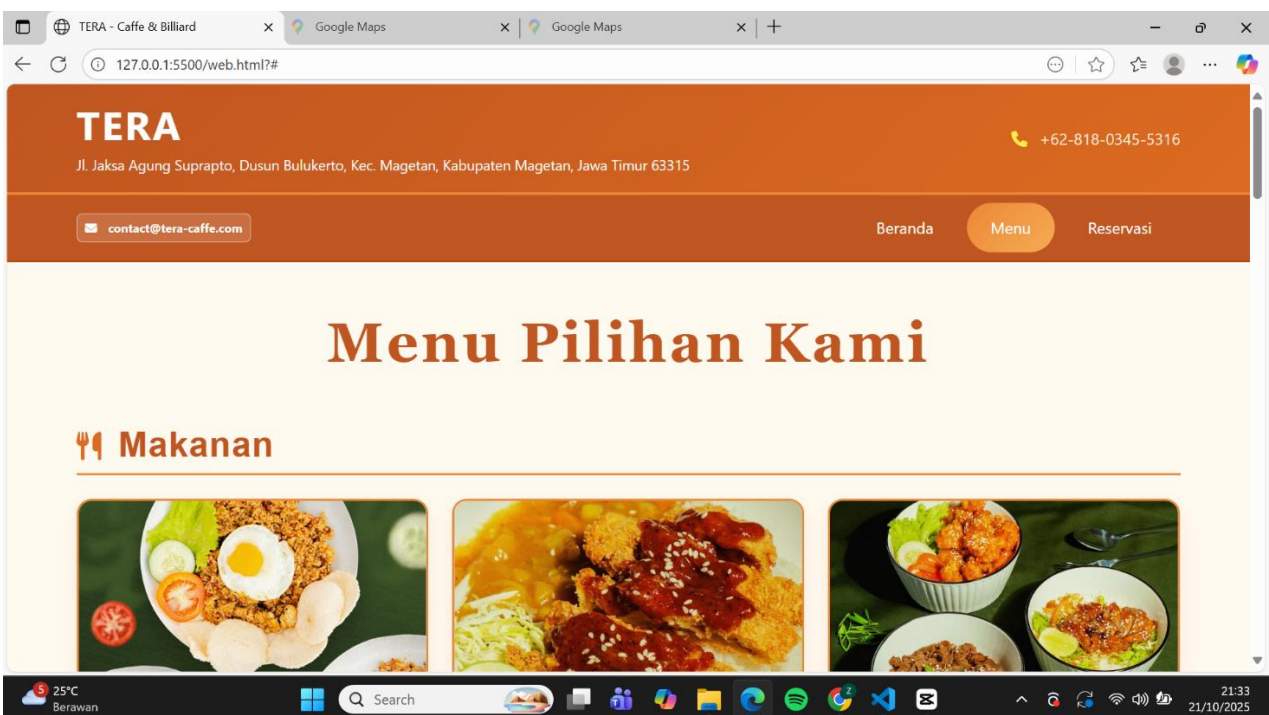 TERA - Caffe & Billiard
Google Maps
Google Maps
127.0.0.1:5500/web.html?#
TERA
Jl. Jaksa Agung Suprapto, Dusun Bulukerto, Kec. Magetan, Kabupaten Magetan, Jawa Timur 63315
+62-818-0345-5316
contact@tera-caffe.com
Beranda
Menu
Reservasi
Menu Pilihan Kami
Makanan
5
25°C
Berawan
Search
21:33
21/10/2025